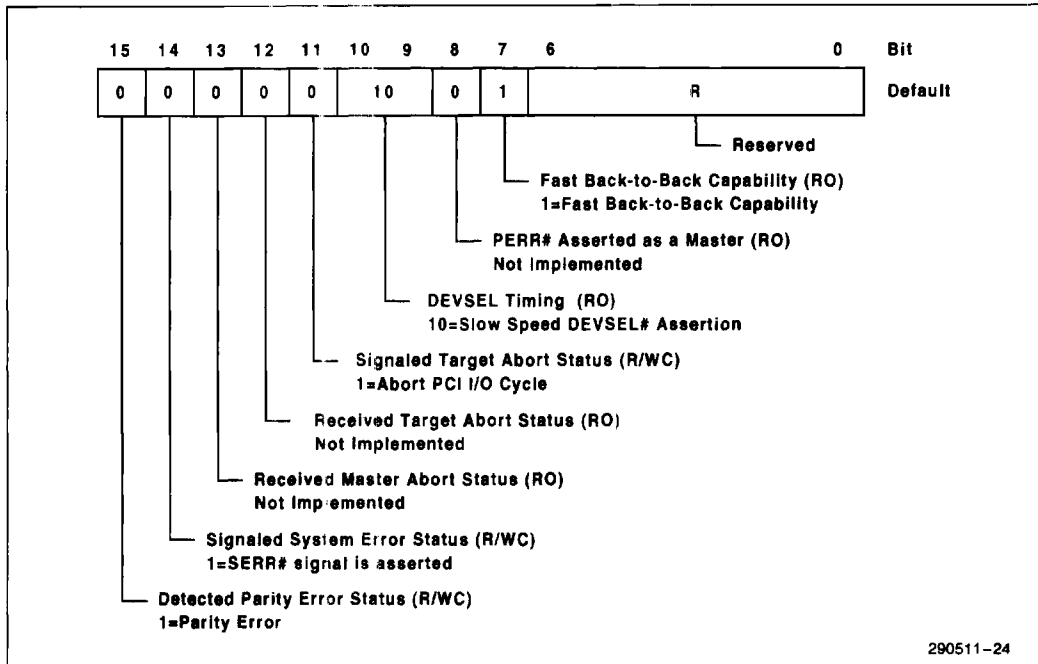 15 14 13 12 11 10 9 8 7 6 0 Bit
0 0 0 0 0 10 0 1 R Default
Reserved
Fast Back-to-Back Capability (RO)
1=Fast Back-to-Back Capability
PERR# Asserted as a Master (RO)
Not Implemented
DEVSEL Timing (RO)
10=Slow Speed DEVSEL# Assertion
Signaled Target Abort Status (R/WC)
1=Abort PCI I/O Cycle
Received Target Abort Status (RO)
Not Implemented
Received Master Abort Status (RO)
Not Implemented
Signaled System Error Status (R/WC)
1=SERR# signal is asserted
Detected Parity Error Status (R/WC)
1=Parity Error
290511–24